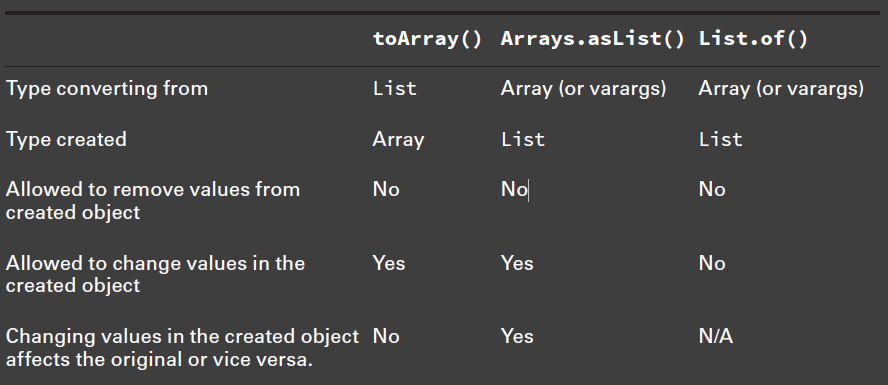 toArray() Arrays.asList() List.of()
Type converting from List Array (or varargs) Array (or varargs)
Type created Array List List
Allowed to remove values from No No No
created object
Allowed to change values in the Yes Yes No
created object
Changing values in the created object No Yes N/A
affects the original or vice versa.